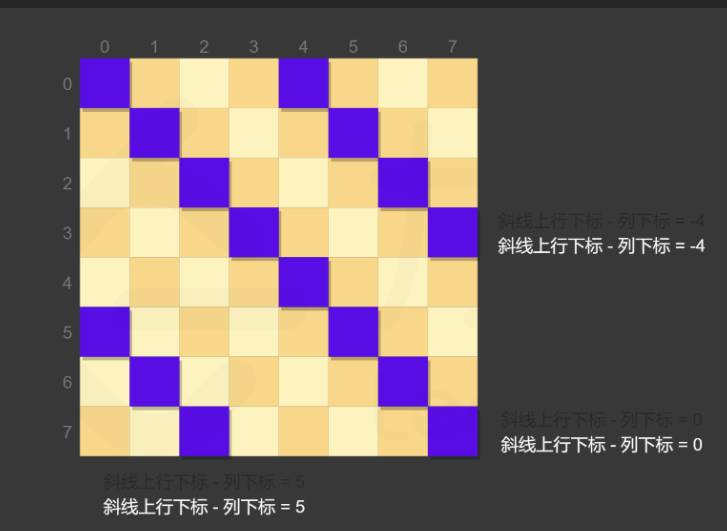 0 1 2 3 4 5 6 7
0
1
2
3
4
5
6
7
斜线上行下标 - 列下标 = -4
斜线上行下标 - 列下标 = -4
斜线上行下标 - 列下标 = 0
斜线上行下标 - 列下标 = 0
斜线上行下标 - 列下标 = 5
斜线上行下标 - 列下标 = 5